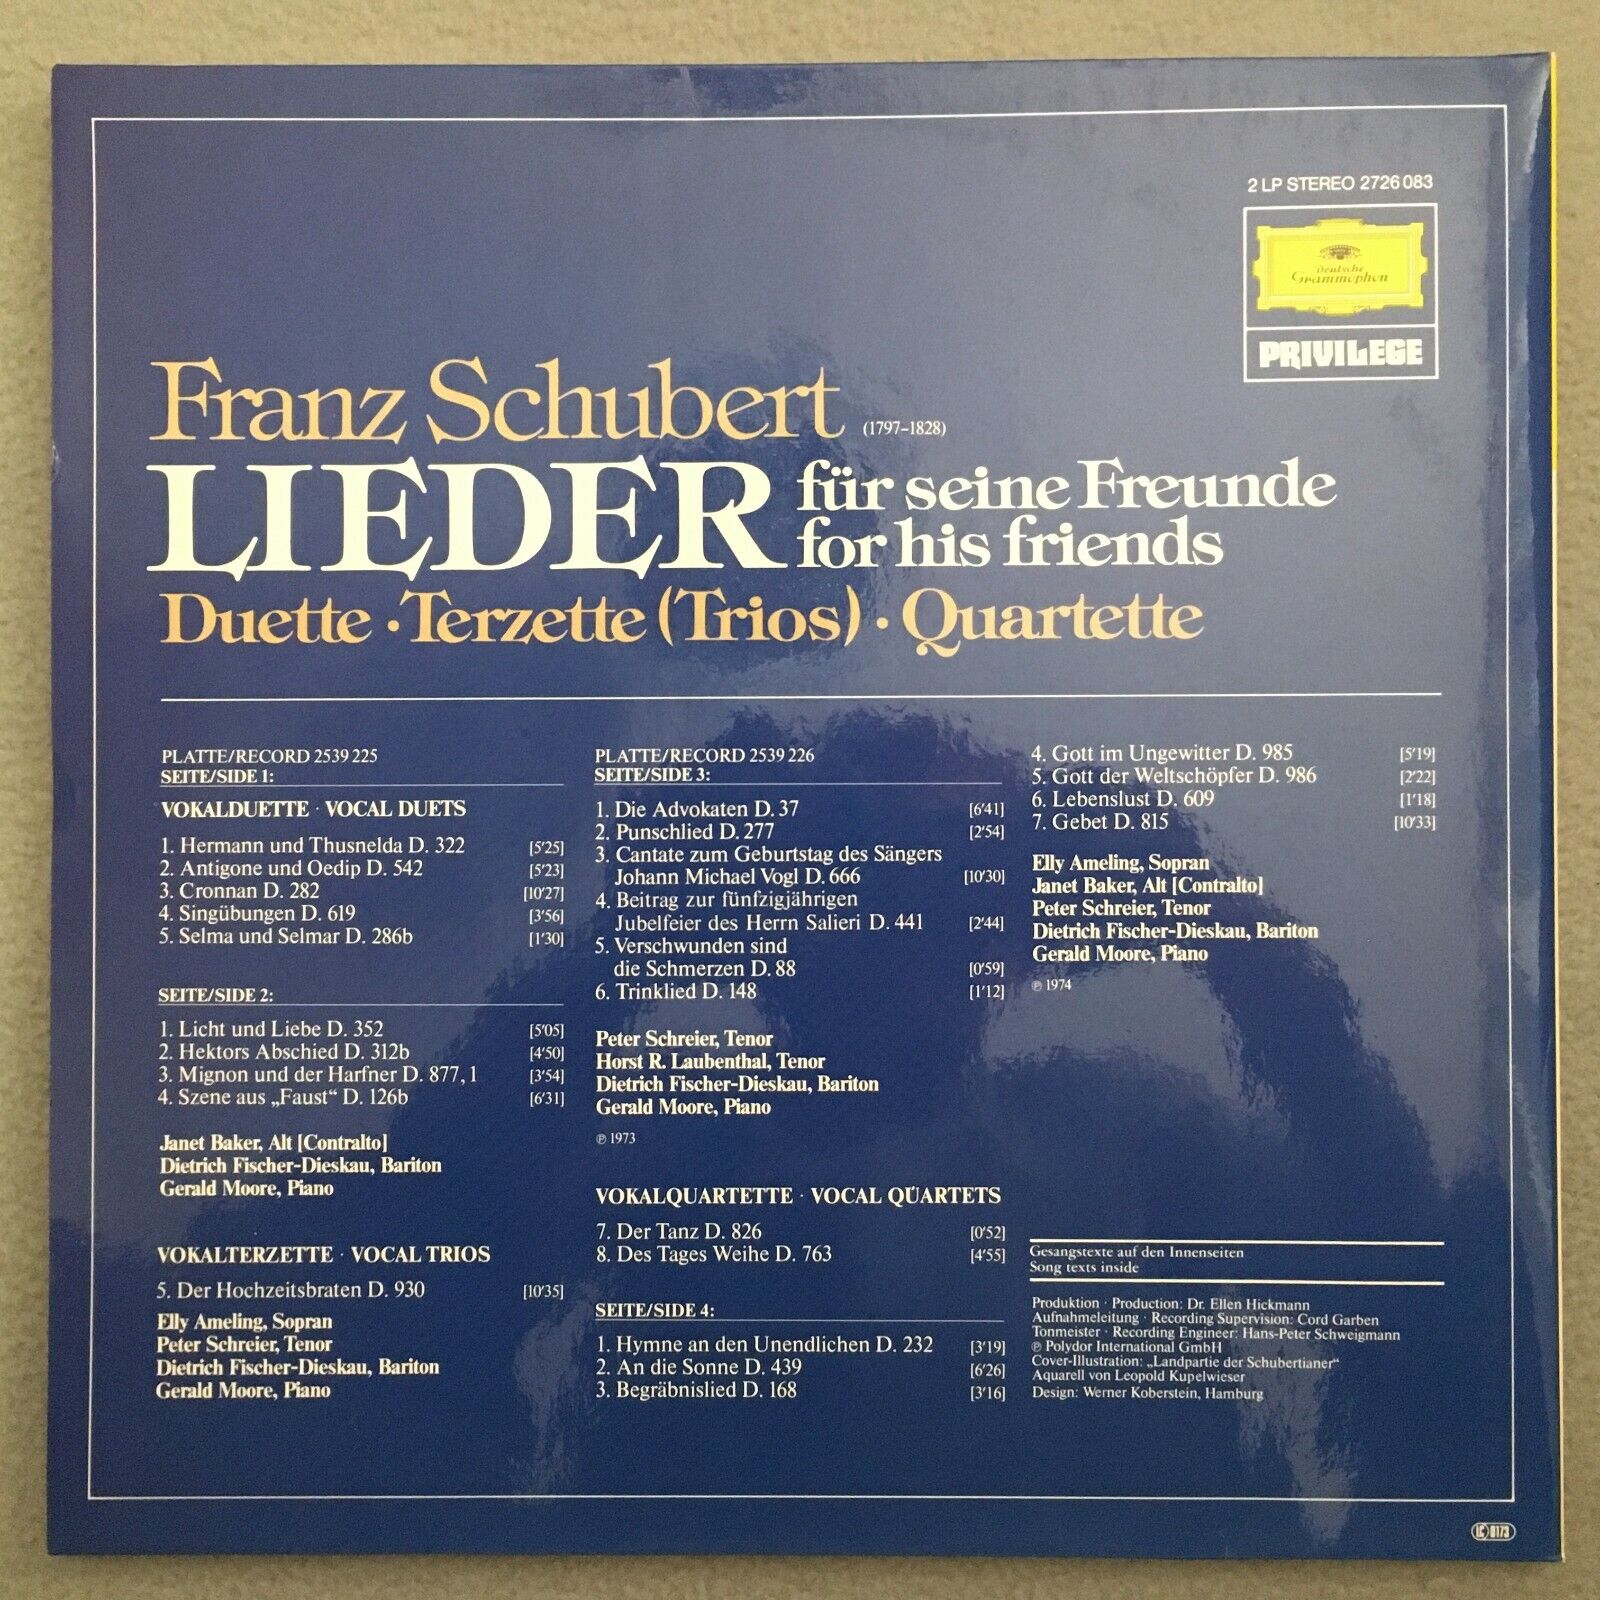 2 LP STEREO 2726 083
Deutsche
Grammophon
PRIVILEGE
Franz Schubert (1797–1828)
LIEDER für seine Freunde
for his friends
Duette · Terzette (Trios) · Quartette
PLATTE/RECORD 2539 225
SEITE/SIDE 1:
VOKALDUETTE · VOCAL DUETS
1. Hermann und Thusnelda D. 322 [5'25]
2. Antigone und Oedip D. 542 [5'23]
3. Cronnan D. 282 [10'27]
4. Singübungen D. 619 [3'56]
5. Selma und Selmar D. 286b [1'30]
SEITE/SIDE 2:
1. Licht und Liebe D. 352 [5'05]
2. Hektors Abschied D. 312b [4'50]
3. Mignon und der Harfner D. 877,1 [3'54]
4. Szene aus „Faust“ D. 126b [6'31]
Janet Baker, Alt [Contralto]
Dietrich Fischer-Dieskau, Bariton
Gerald Moore, Piano
VOKALTERZETTE · VOCAL TRIOS
5. Der Hochzeitsbraten D. 930 [10'35]
Elly Ameling, Sopran
Peter Schreier, Tenor
Dietrich Fischer-Dieskau, Bariton
Gerald Moore, Piano
PLATTE/RECORD 2539 226
SEITE/SIDE 3:
1. Die Advokaten D. 37 [6'41]
2. Punschlied D. 277 [2'54]
3. Cantate zum Geburtstag des Sängers
Johann Michael Vogl D. 666 [10'30]
4. Beitrag zur fünfzigjährigen
Jubelfeier des Herrn Salieri D. 441 [2'44]
5. Verschwunden sind
die Schmerzen D. 88 [0'59]
6. Trinklied D. 148 [1'12]
Peter Schreier, Tenor
Horst R. Laubenthal, Tenor
Dietrich Fischer-Dieskau, Bariton
Gerald Moore, Piano
℗ 1973
VOKALQUARTETTE · VOCAL QUARTETS
7. Der Tanz D. 826 [0'52]
8. Des Tages Weihe D. 763 [4'55]
SEITE/SIDE 4:
1. Hymne an den Unendlichen D. 232 [3'19]
2. An die Sonne D. 439 [6'26]
3. Begräbnislied D. 168 [3'16]
4. Gott im Ungewitter D. 985 [5'19]
5. Gott der Weltschöpfer D. 986 [2'22]
6. Lebenslust D. 609 [1'18]
7. Gebet D. 815 [10'33]
Elly Ameling, Sopran
Janet Baker, Alt [Contralto]
Peter Schreier, Tenor
Dietrich Fischer-Dieskau, Bariton
Gerald Moore, Piano
℗ 1974
Gesangstexte auf den Innenseiten
Song texts inside
Produktion · Production: Dr. Ellen Hickmann
Aufnahmeleitung · Recording Supervision: Cord Garben
Tonmeister · Recording Engineer: Hans-Peter Schweigmann
℗ Polydor International GmbH
Cover-Illustration: „Landpartie der Schubertianer“
Aquarell von Leopold Kupelwieser
Design: Werner Koberstein, Hamburg
LC 0173